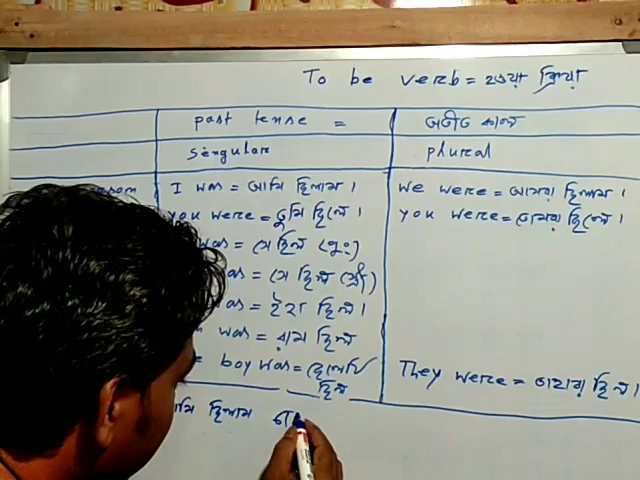 To be verb = হওয়া ক্রিয়া
past tense = অতীত কাল
singular plural
I was = আমি ছিলাম । We were = আমরা ছিলাম ।
you were = তুমি ছিলে । you were = তোমরা ছিলে ।
was = সে ছিল (পুং)
was = সে ছিল (স্ত্রী)
was = ইহা ছিল ।
was = রাম ছিল
boy was = ছেলেটি ছিল They were = তাহারা ছিল ।
ছিলাম